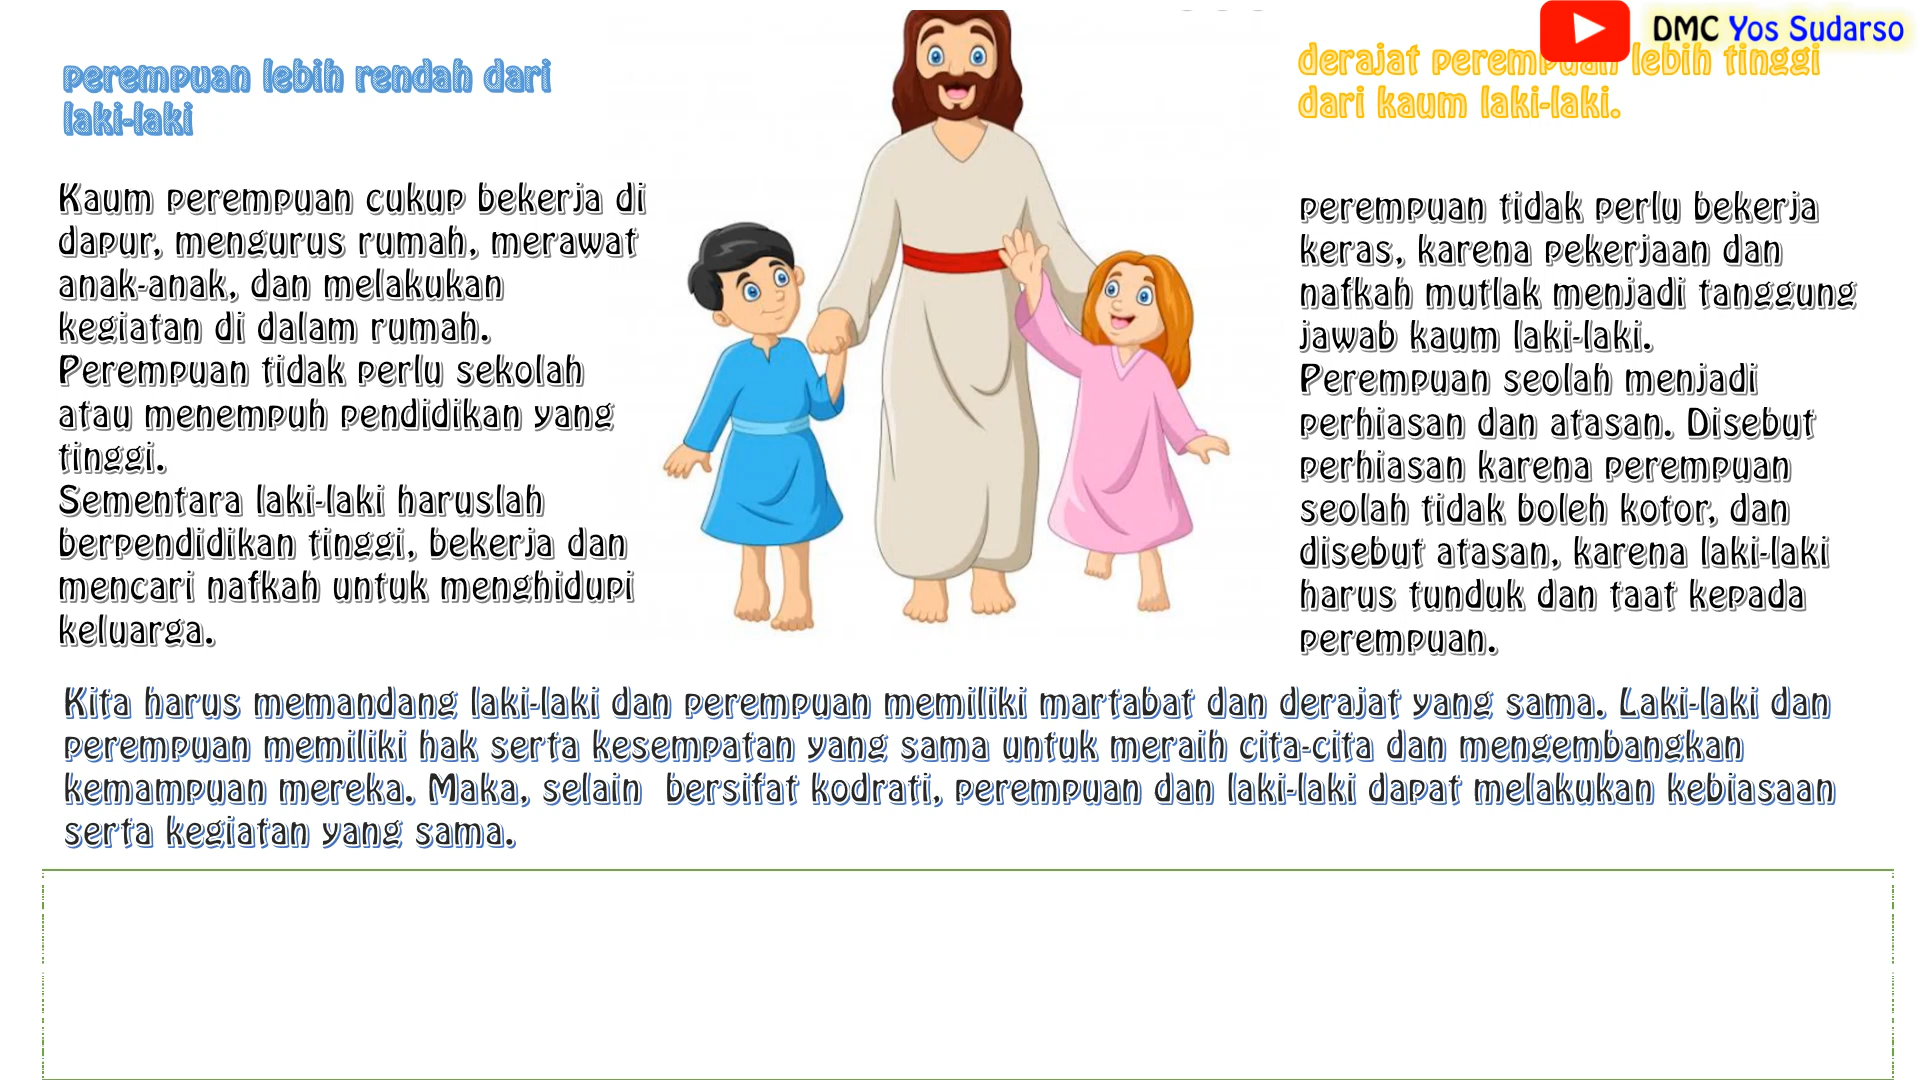 DMC Yos Sudarso
perempuan lebih rendah dari
laki-laki
Kaum perempuan cukup bekerja di
dapur, mengurus rumah, merawat
anak-anak, dan melakukan
kegiatan di dalam rumah.
Perempuan tidak perlu sekolah
atau menempuh pendidikan yang
tinggi.
Sementara laki-laki haruslah
berpendidikan tinggi, bekerja dan
mencari nafkah untuk menghidupi
keluarga.
derajat perempuan lebih tinggi
dari kaum laki-laki.
perempuan tidak perlu bekerja
keras, karena pekerjaan dan
nafkah mutlak menjadi tanggung
jawab kaum laki-laki.
Perempuan seolah menjadi
perhiasan dan atasan. Disebut
perhiasan karena perempuan
seolah tidak boleh kotor, dan
disebut atasan, karena laki-laki
harus tunduk dan taat kepada
perempuan.
Kita harus memandang laki-laki dan perempuan memiliki martabat dan derajat yang sama. Laki-laki dan
perempuan memiliki hak serta kesempatan yang sama untuk meraih cita-cita dan mengembangkan
kemampuan mereka. Maka, selain  bersifat kodrati, perempuan dan laki-laki dapat melakukan kebiasaan
serta kegiatan yang sama.